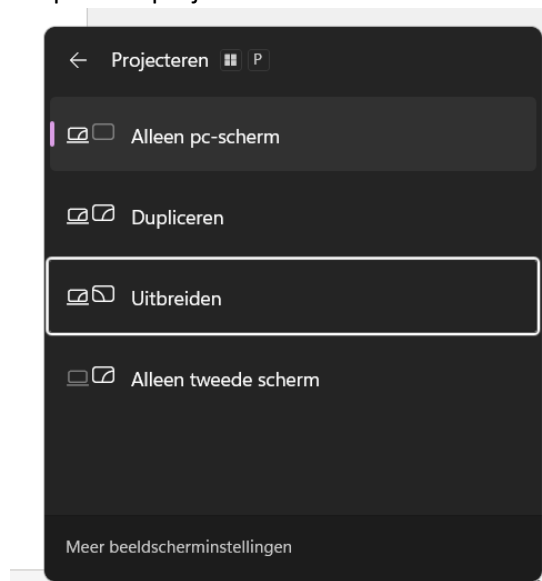 Projecteren P
Alleen pc-scherm
Dupliceren
Uitbreiden
Alleen tweede scherm
Meer beeldscherminstellingen